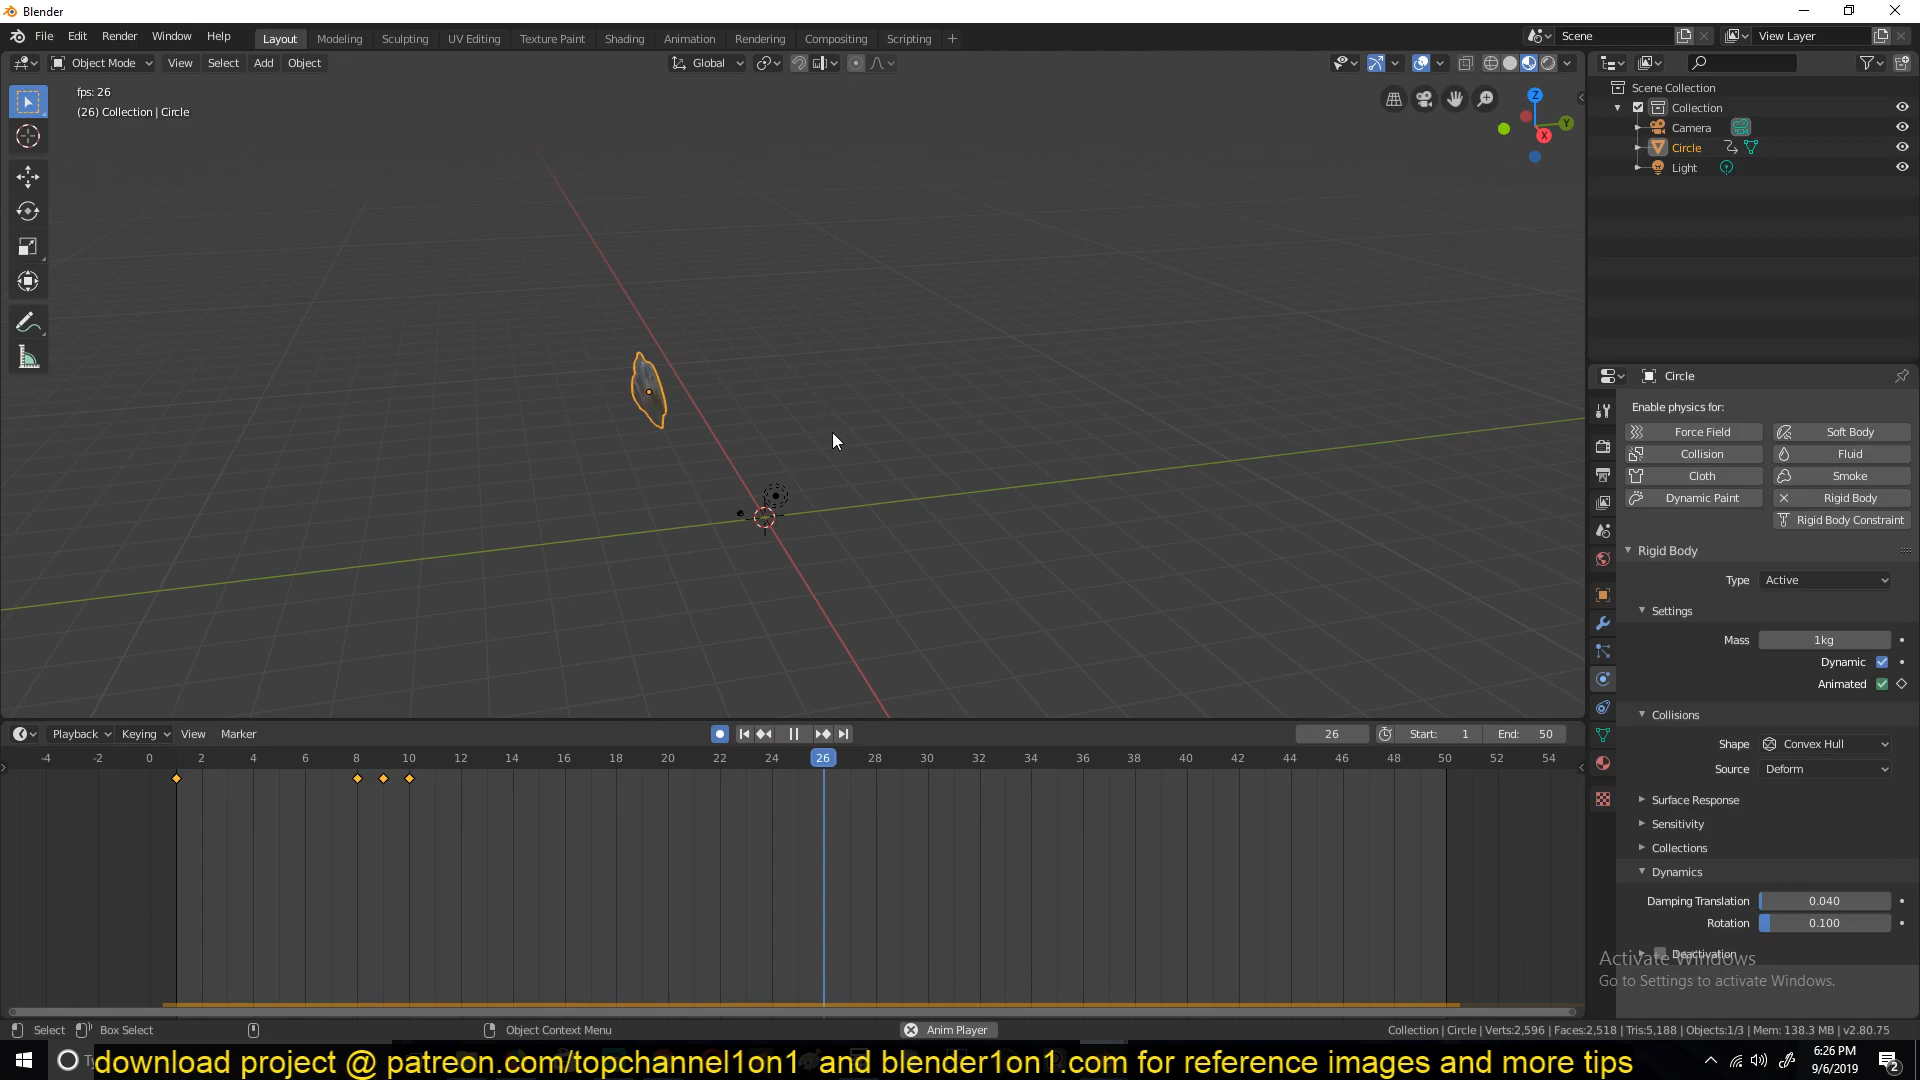 Blender
File Edit Render Window Help
Layout Modeling Sculpting UV Editing Texture Paint Shading Animation Rendering Compositing Scripting +
Scene View Layer
Object Mode View Select Add Object Global
fps: 26
(26) Collection | Circle
Z
Y
X
Scene Collection
Collection
Camera
Circle
Light
Circle
Enable physics for:
Force Field Soft Body
Collision Fluid
Cloth Smoke
Dynamic Paint Rigid Body
Rigid Body Constraint
Rigid Body
Type Active
Settings
Mass 1kg
Dynamic
Animated
Collisions
Shape Convex Hull
Source Deform
Surface Response
Sensitivity
Collections
Dynamics
Damping Translation 0.040
Rotation 0.100
Deactivation
Activate Windows
Go to Settings to activate Windows.
Playback Keying View Marker 26 Start: 1 End: 50
-4 -2 0 2 4 6 8 10 12 14 16 18 20 22 24 26 28 30 32 34 36 38 40 42 44 46 48 50 52 54
Select Box Select Object Context Menu Anim Player Collection | Circle | Verts:2,596 | Faces:2,518 | Tris:5,188 | Objects:1/3 | Mem: 138.3 MB | v2.80.75
download project @ patreon.com/topchannel1on1 and blender1on1.com for reference images and more tips
6:26 PM
9/6/2019
2